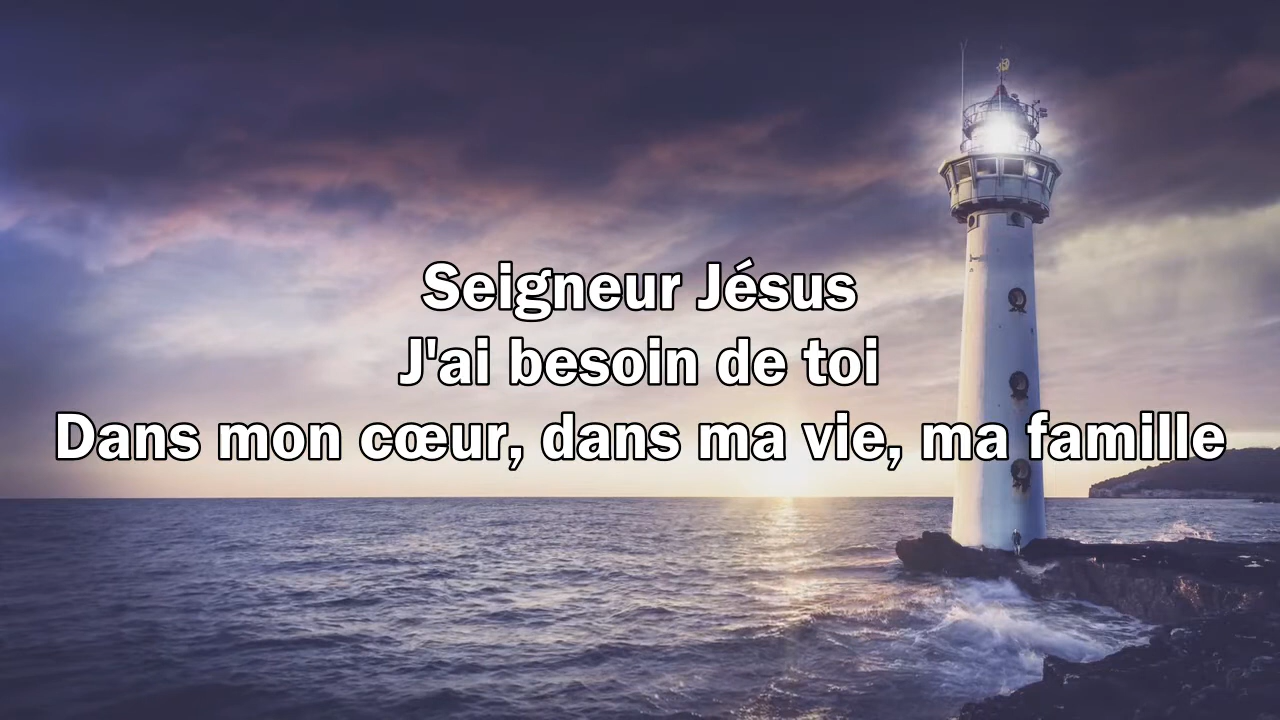 Seigneur Jésus
J'ai besoin de toi
Dans mon cœur, dans ma vie, ma famille